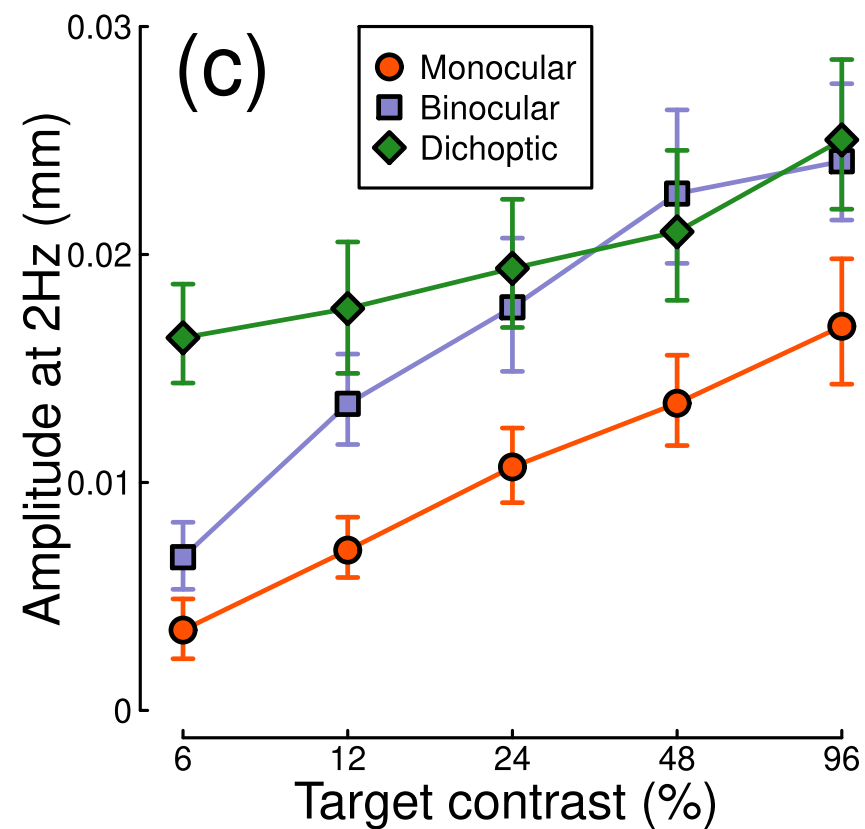 (c)
Monocular
Binocular
Dichoptic
Amplitude at 2Hz (mm)
0.03
0.02
0.01
0
6 12 24 48 96
Target contrast (%)